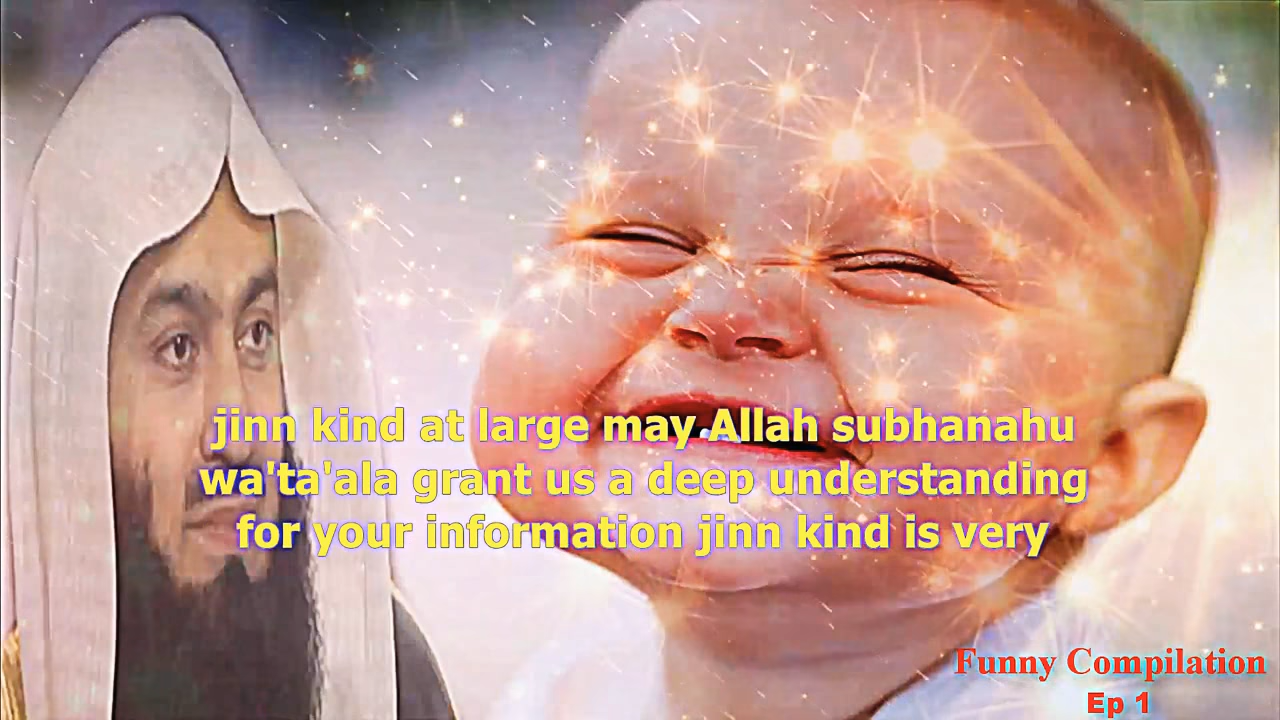 jinn kind at large may Allah subhanahu
wa'ta'ala grant us a deep understanding
for your information jinn kind is very
Funny Compilation
Ep 1